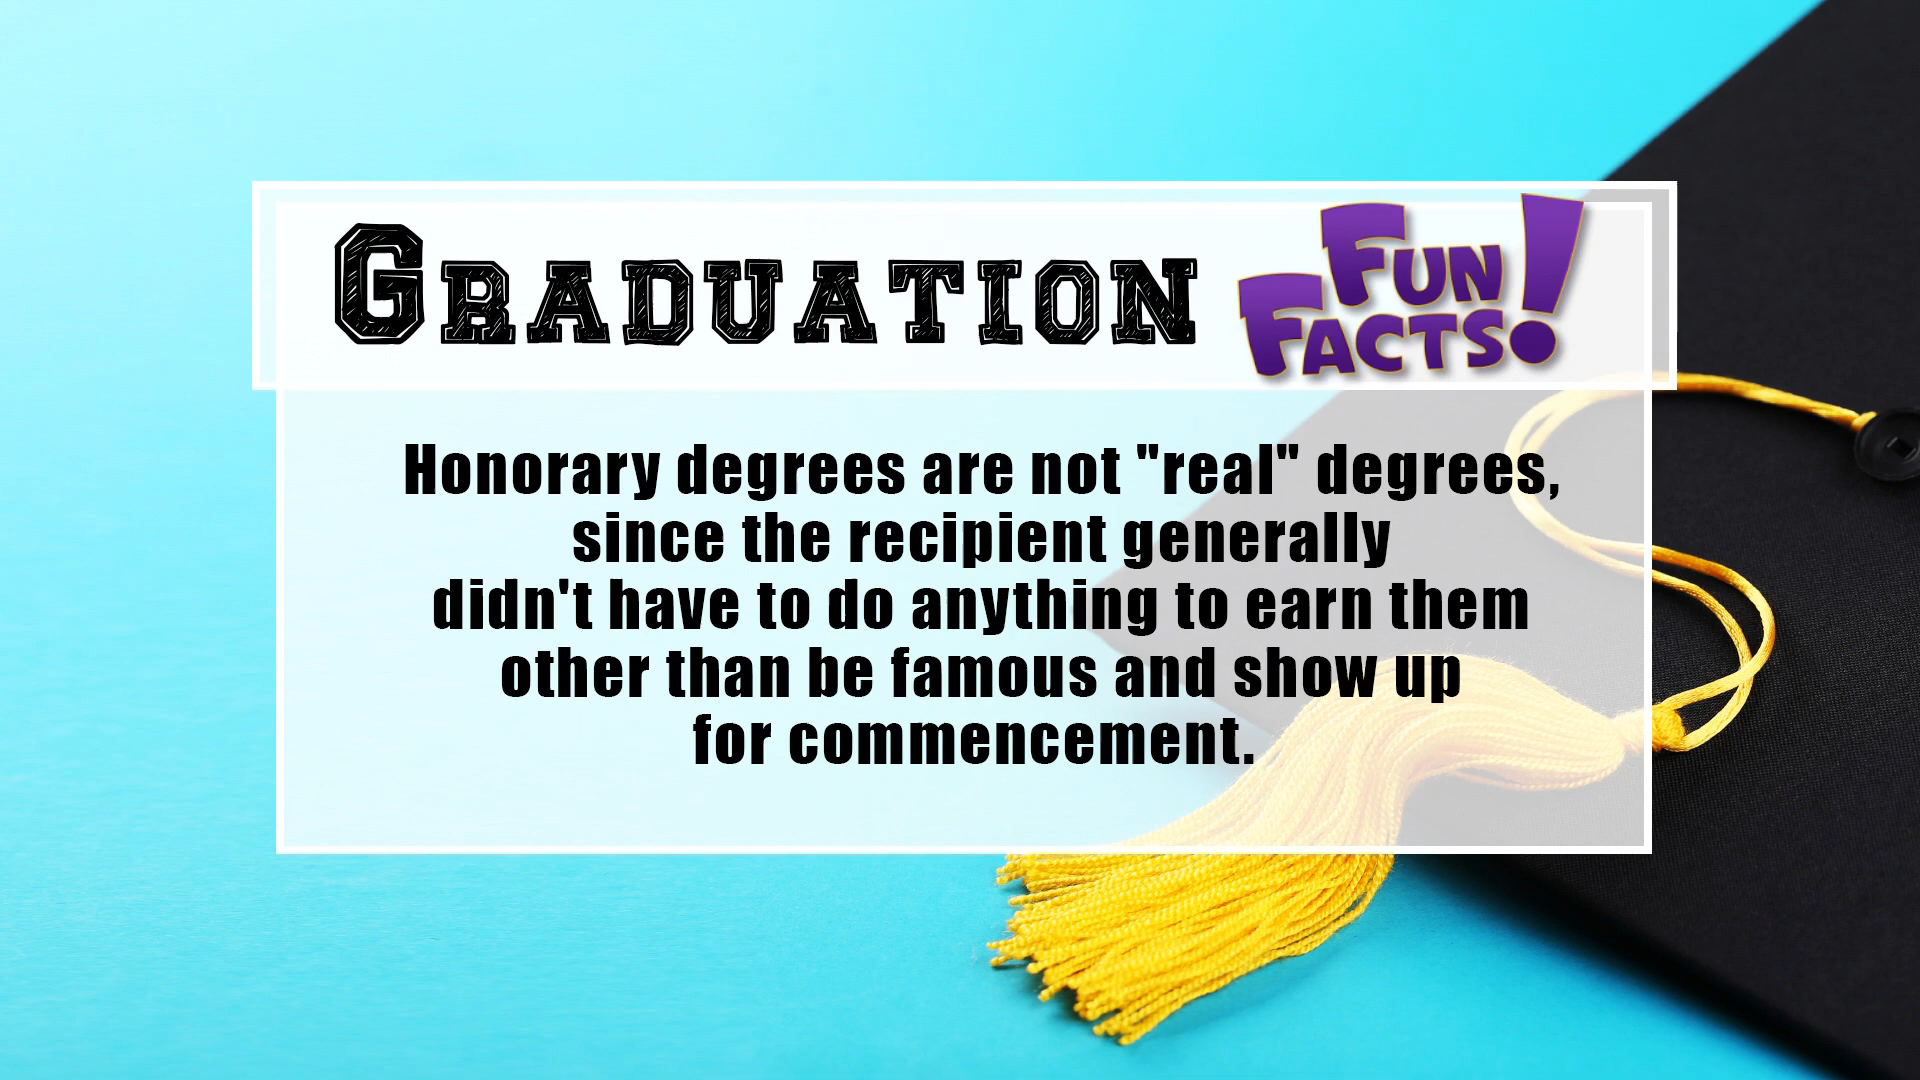 Graduation Fun Facts!
Honorary degrees are not "real" degrees,
since the recipient generally
didn't have to do anything to earn them
other than be famous and show up
for commencement.